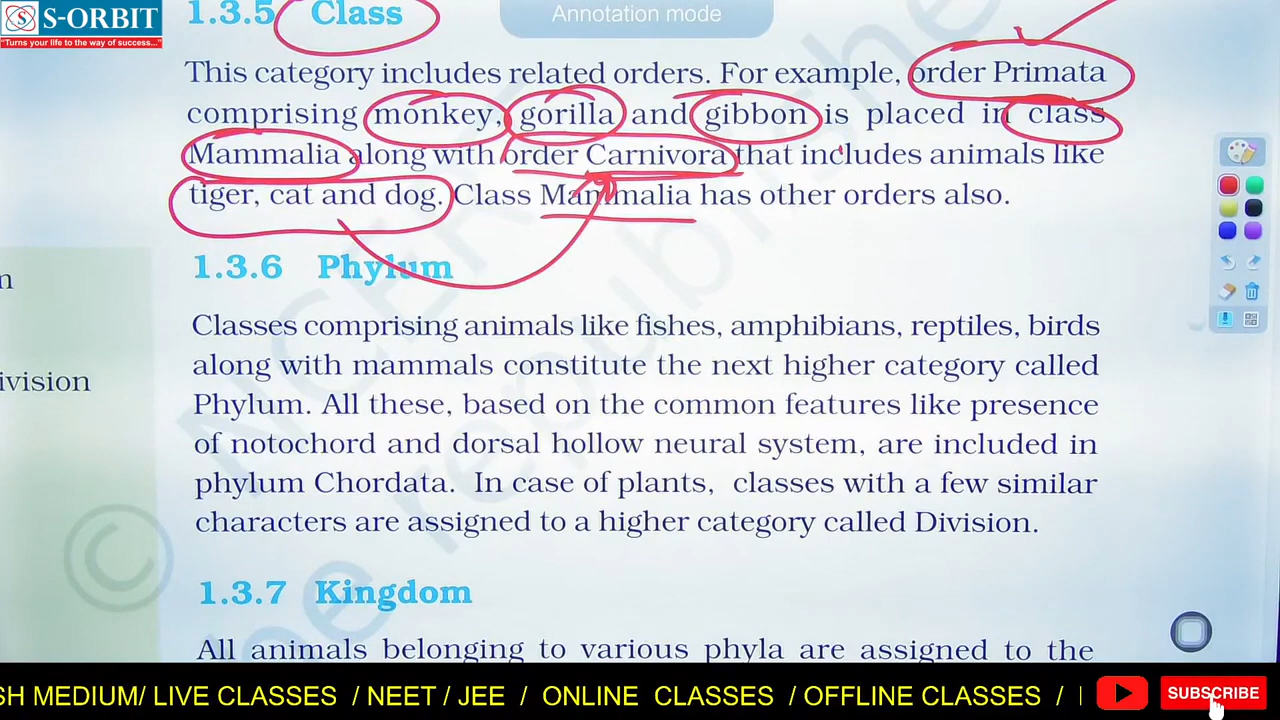 1.3.5 Class
S-ORBIT
"Turns your life to the way of success..."
Annotation mode
This category includes related orders. For example, order Primata
comprising monkey, gorilla and gibbon is placed in class
Mammalia along with order Carnivora that includes animals like
tiger, cat and dog. Class Mammalia has other orders also.
1.3.6 Phylum
Classes comprising animals like fishes, amphibians, reptiles, birds
along with mammals constitute the next higher category called
Phylum. All these, based on the common features like presence
of notochord and dorsal hollow neural system, are included in
phylum Chordata. In case of plants, classes with a few similar
characters are assigned to a higher category called Division.
ivision
1.3.7 Kingdom
All animals belonging to various phyla are assigned to the
SH MEDIUM/ LIVE CLASSES / NEET / JEE / ONLINE CLASSES / OFFLINE CLASSES /
SUBSCRIBE